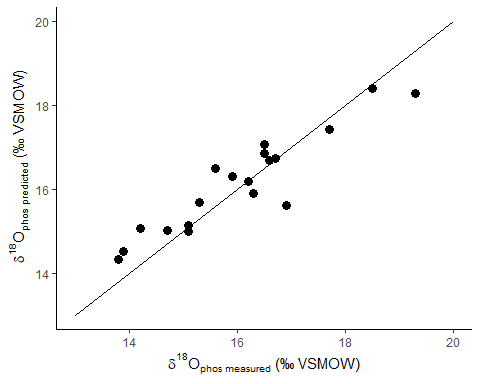 20
18
16
14
δ18Ophos predicted (‰ VSMOW)
14 16 18 20
δ18Ophos measured (‰ VSMOW)